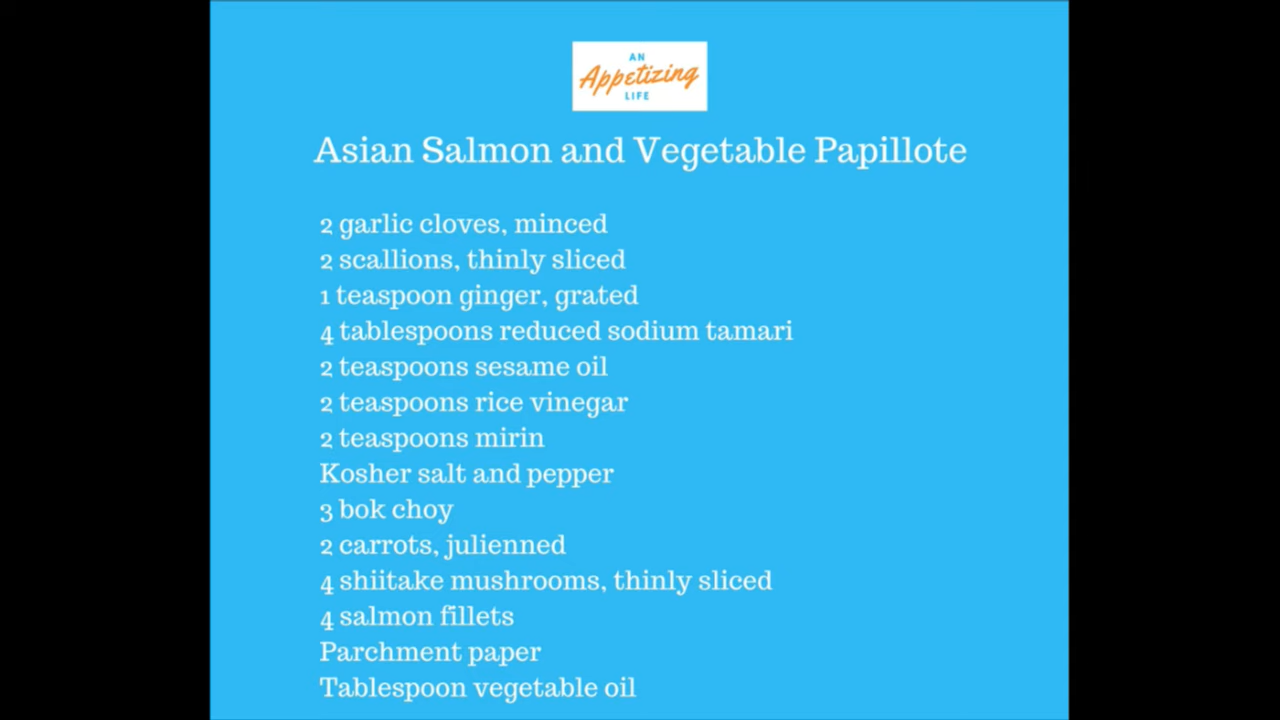 AN
Appetizing
LIFE
Asian Salmon and Vegetable Papillote
2 garlic cloves, minced
2 scallions, thinly sliced
1 teaspoon ginger, grated
4 tablespoons reduced sodium tamari
2 teaspoons sesame oil
2 teaspoons rice vinegar
2 teaspoons mirin
Kosher salt and pepper
3 bok choy
2 carrots, julienned
4 shiitake mushrooms, thinly sliced
4 salmon fillets
Parchment paper
Tablespoon vegetable oil